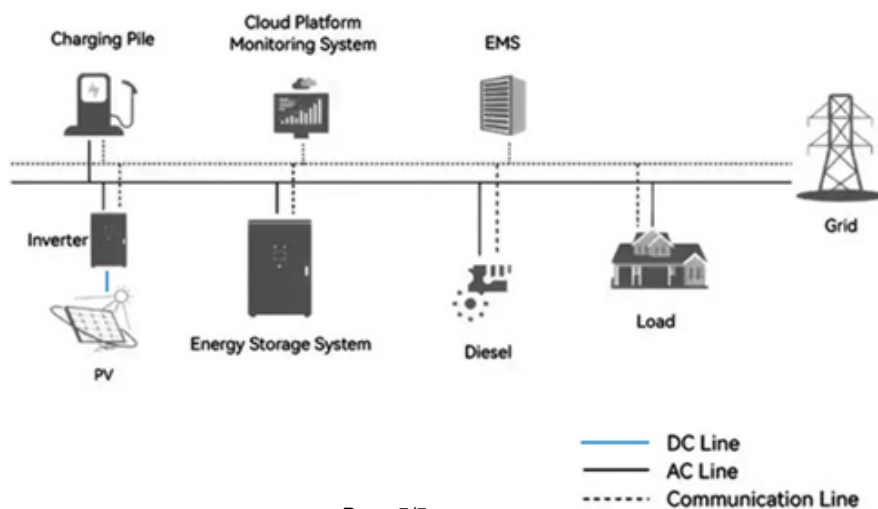 Charging Pile
Cloud Platform
Monitoring System
EMS
Grid
Inverter
PV
Energy Storage System
Diesel
Load
DC Line
AC Line
Communication Line